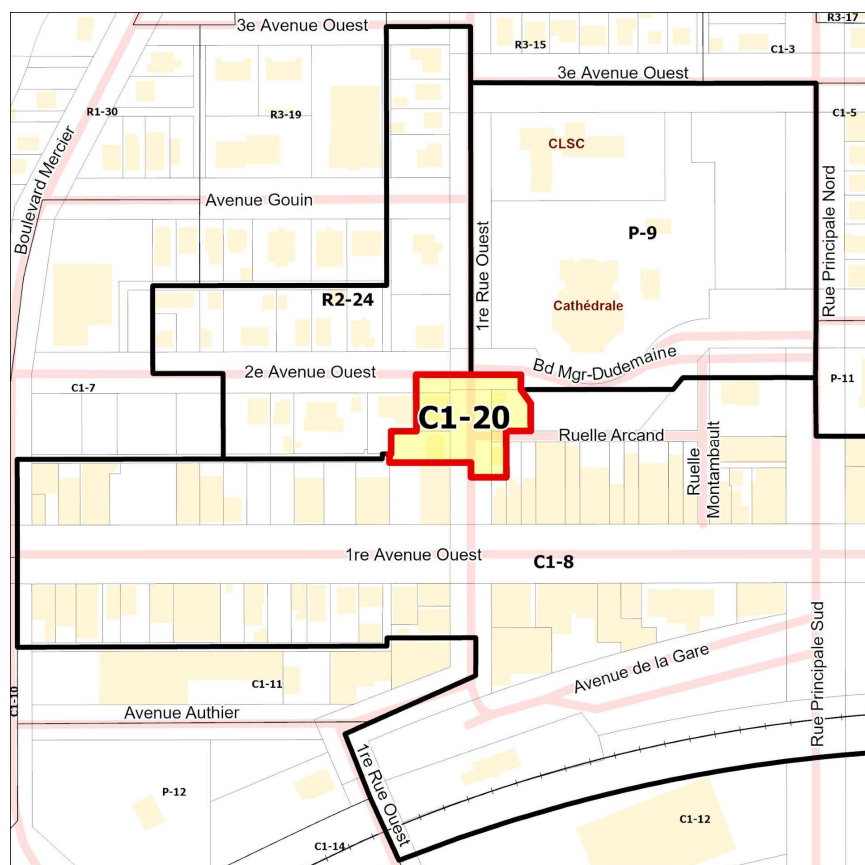 3e Avenue Ouest
R3-15
C1-3
R3-17
3e Avenue Ouest
R1-30
R3-19
C1-5
CLSC
Boulevard Mercier
Avenue Gouin
1re Rue Ouest
P-9
Rue Principale Nord
R2-24
Cathédrale
2e Avenue Ouest
Bd Mgr-Dudemaine
C1-7
P-11
C1-20
Ruelle Arcand
Ruelle
Montambault
1re Avenue Ouest
C1-8
Rue Principale Sud
Avenue de la Gare
C1-11
C1-10
Avenue Authier
1re Rue Ouest
P-12
C1-14
C1-12